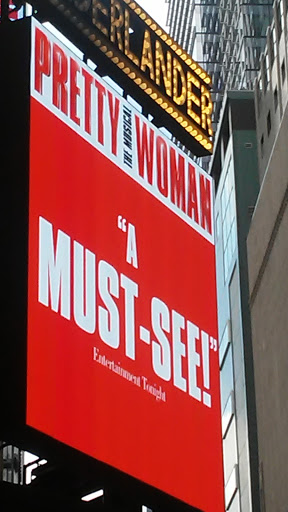 ERLANDER
PRETTY WOMAN
THE MUSICAL
“A
MUST-SEE!”
Entertainment Tonight